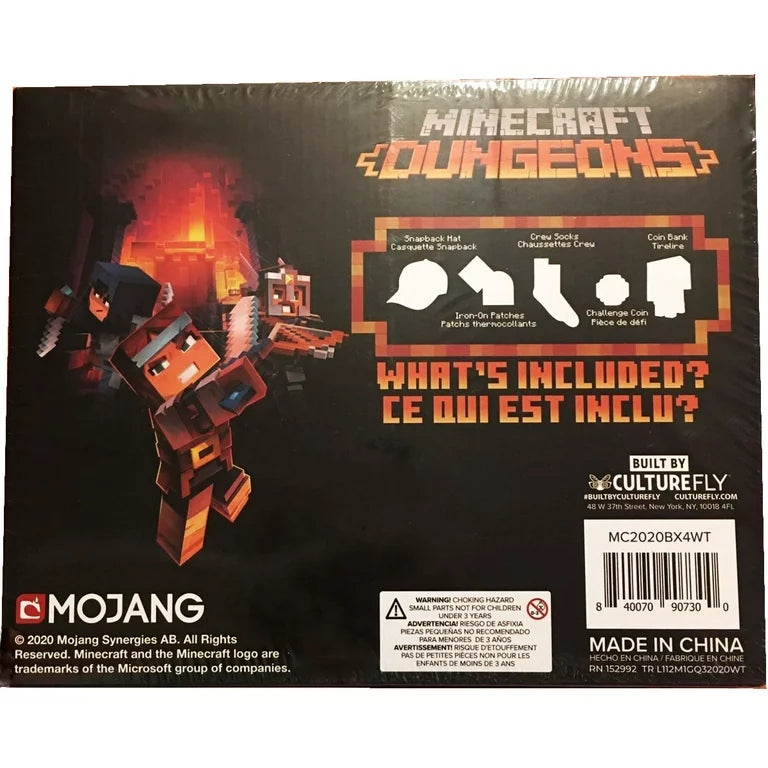 MINECRAFT
DUNGEONS
Snapback Hat
Casquette Snapback
Crew Socks
Chaussettes Crew
Coin Bank
Tirelire
Iron-On Patches
Patchs thermocollants
Challenge Coin
Pièce de défi
WHAT'S INCLUDED?
CE QUI EST INCLU?
BUILT BY
CULTUREFLY
#BUILTBYCULTUREFLY CULTUREFLY.COM
48 W 37th Street, New York, NY, 10018 4FL
MC2020BX4WT
8 40070 90730 0
MOJANG
© 2020 Mojang Synergies AB. All Rights
Reserved. Minecraft and the Minecraft logo are
trademarks of the Microsoft group of companies.
WARNING! CHOKING HAZARD
SMALL PARTS NOT FOR CHILDREN
UNDER 3 YEARS
ADVERTENCIA! RIESGO DE ASFIXIA
PIEZAS PEQUEÑAS NO RECOMENDADO
PARA MENORES DE 3 AÑOS
AVERTISSEMENT! RISQUE D'ETOUFFEMENT
PAS DE PETITES PIÈCES NON POUR LES
ENFANTS DE MOINS DE 3 ANS
0-3
MADE IN CHINA
HECHO EN CHINA / FABRIQUE EN CHINE
RN 152992 TR L112M1GQ32020WT